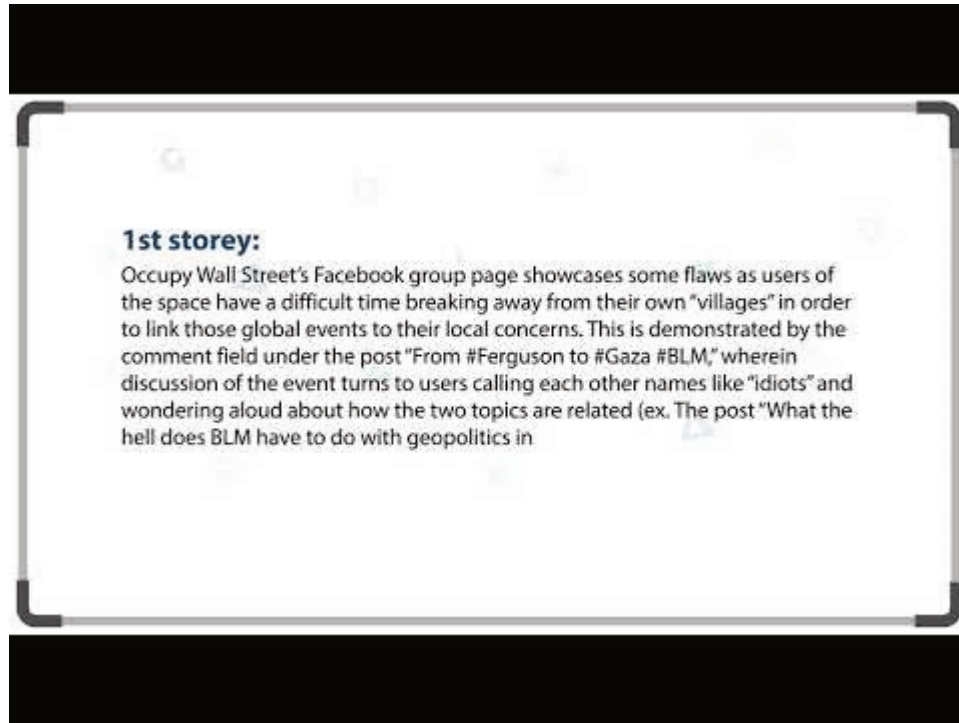 1st storey:
Occupy Wall Street's Facebook group page showcases some flaws as users of
the space have a difficult time breaking away from their own "villages" in order
to link those global events to their local concerns. This is demonstrated by the
comment field under the post "From #Ferguson to #Gaza #BLM," wherein
discussion of the event turns to users calling each other names like "idiots" and
wondering aloud about how the two topics are related (ex. The post "What the
hell does BLM have to do with geopolitics in